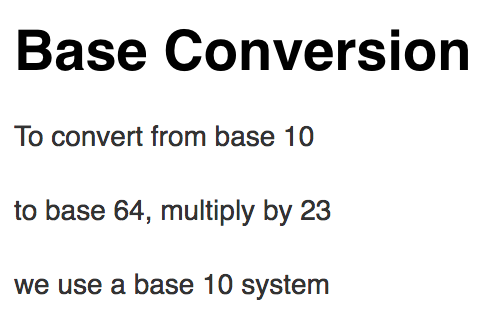 Base Conversion
To convert from base 10
to base 64, multiply by 23
we use a base 10 system